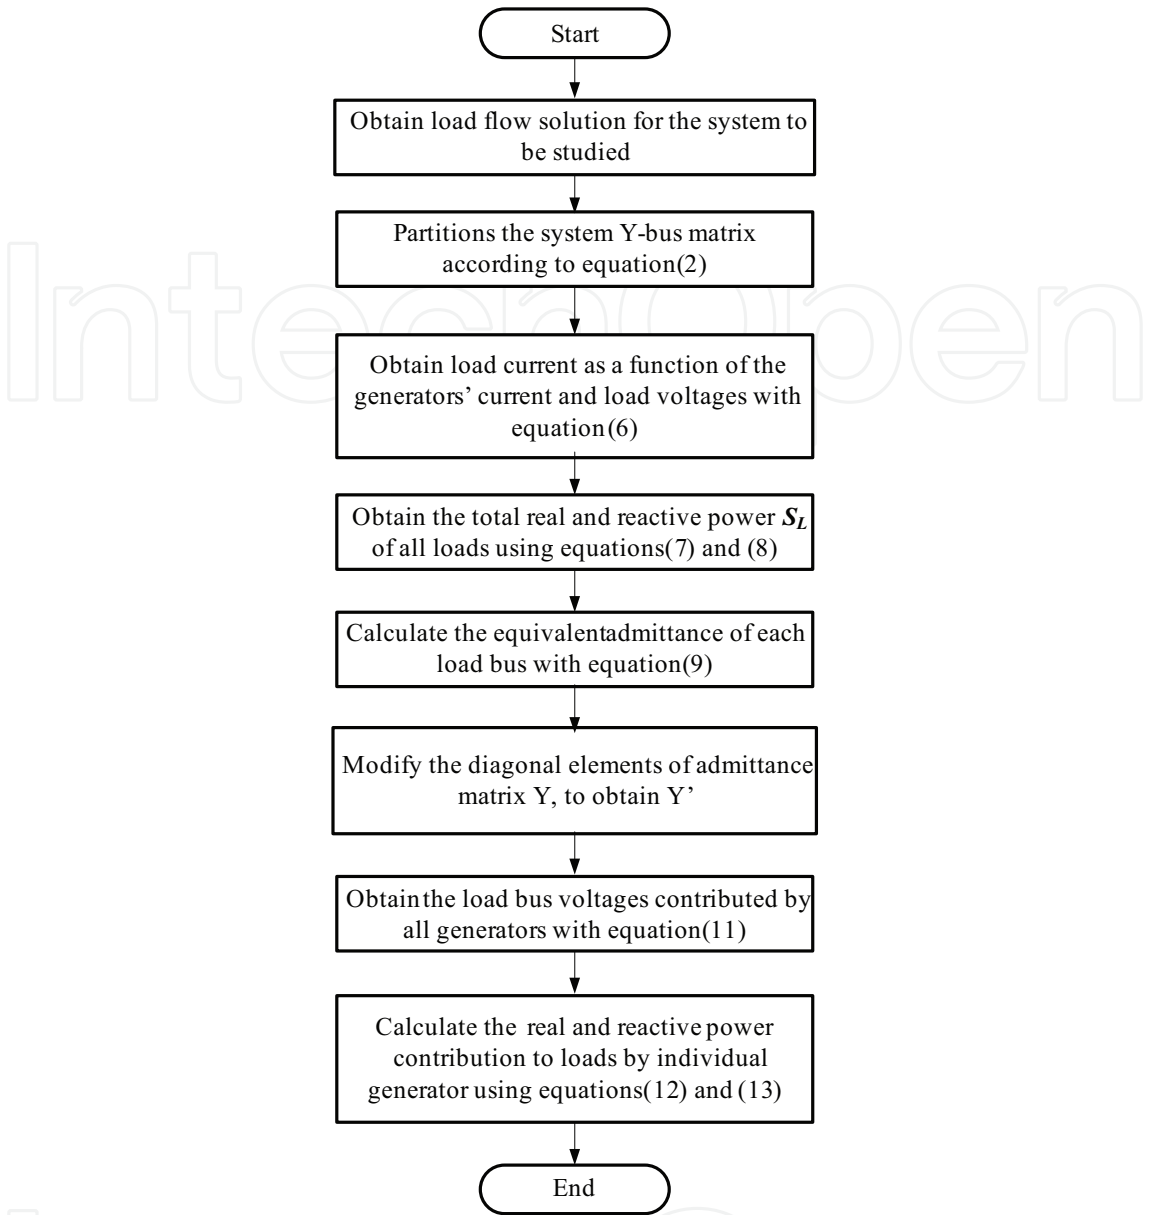 Start
Obtain load flow solution for the system to
be studied
Partitions the system Y-bus matrix
according to equation(2)
IntechOpen
Obtain load current as a function of the
generators’ current and load voltages with
equation(6)
Obtain the total real and reactive power S_L
of all loads using equations(7) and (8)
Calculate the equivalentadmittance of each
load bus with equation(9)
Modify the diagonal elements of admittance
matrix Y, to obtain Y’
Obtain the load bus voltages contributed by
all generators with equation(11)
Calculate the real and reactive power
contribution to loads by individual
generator using equations(12) and (13)
End